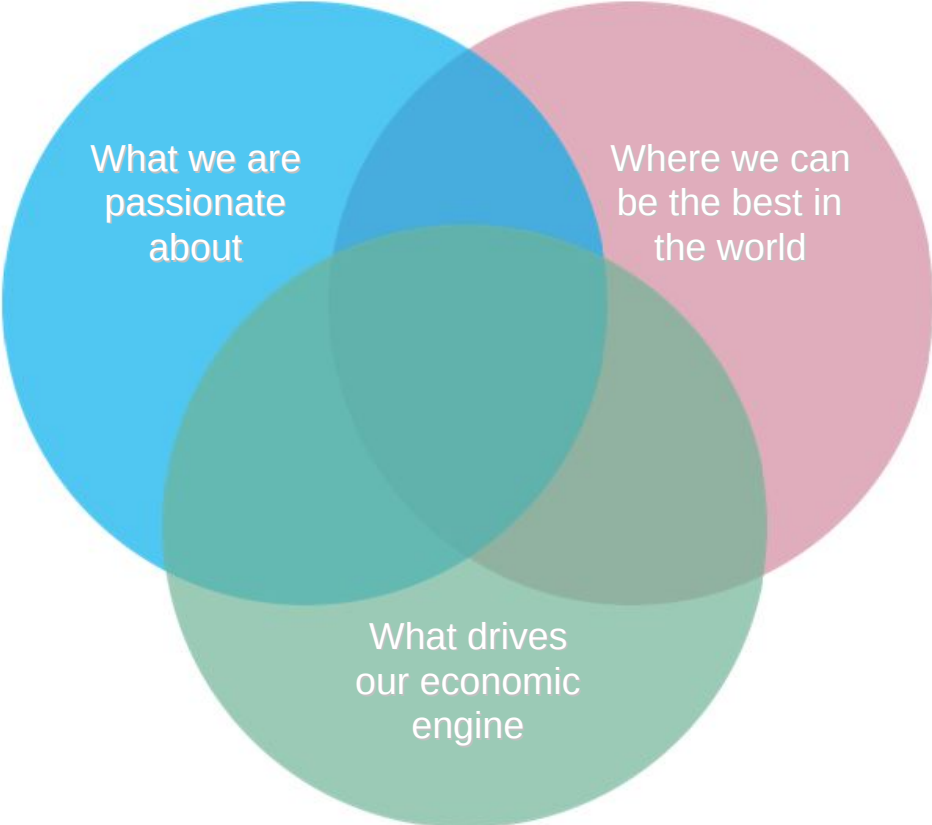 What we are
passionate
about
Where we can
be the best in
the world
What drives
our economic
engine